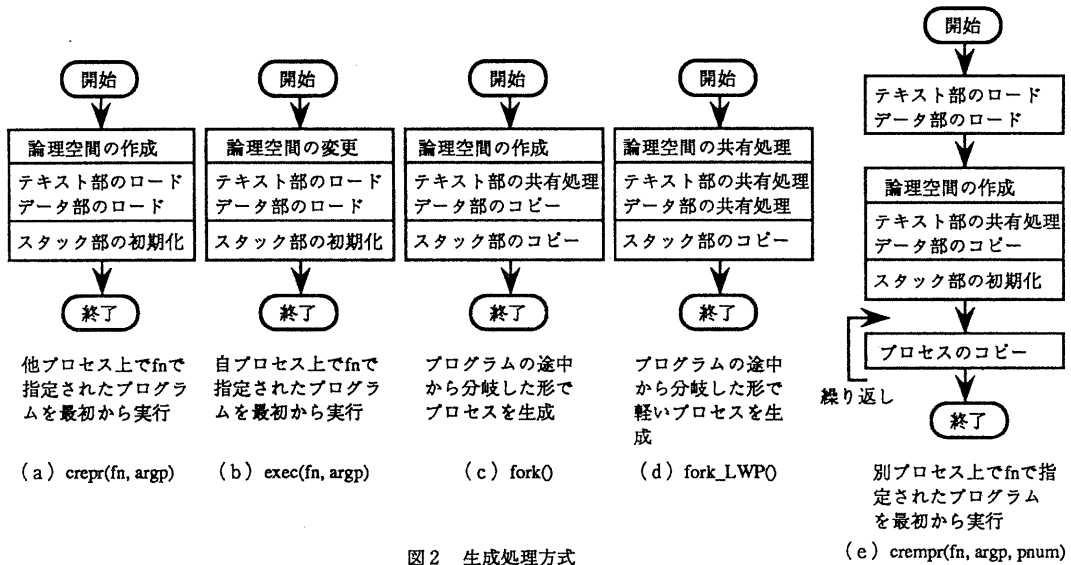 開始
論理空間の作成
テキスト部のロード
データ部のロード
スタック部の初期化
終了
他プロセス上でfnで
指定されたプログラ
ムを最初から実行
(a) crepr(fn, argp)
開始
論理空間の変更
テキスト部のロード
データ部のロード
スタック部の初期化
終了
自プロセス上でfnで
指定されたプログラ
ムを最初から実行
(b) exec(fn, argp)
開始
論理空間の作成
テキスト部の共有処理
データ部のコピー
スタック部のコピー
終了
プログラムの途中
から分岐した形で
プロセスを生成
(c) fork()
開始
論理空間の共有処理
テキスト部の共有処理
データ部の共有処理
スタック部のコピー
終了
プログラムの途中
から分岐した形で
軽いプロセスを生
成
(d) fork_LWP()
開始
テキスト部のロード
データ部のロード
論理空間の作成
テキスト部の共有処理
データ部のコピー
スタック部の初期化
プロセスのコピー
繰り返し
終了
別プロセス上でfnで指
定されたプログラム
を最初から実行
(e) crempr(fn, argp, pnum)
図2 生成処理方式